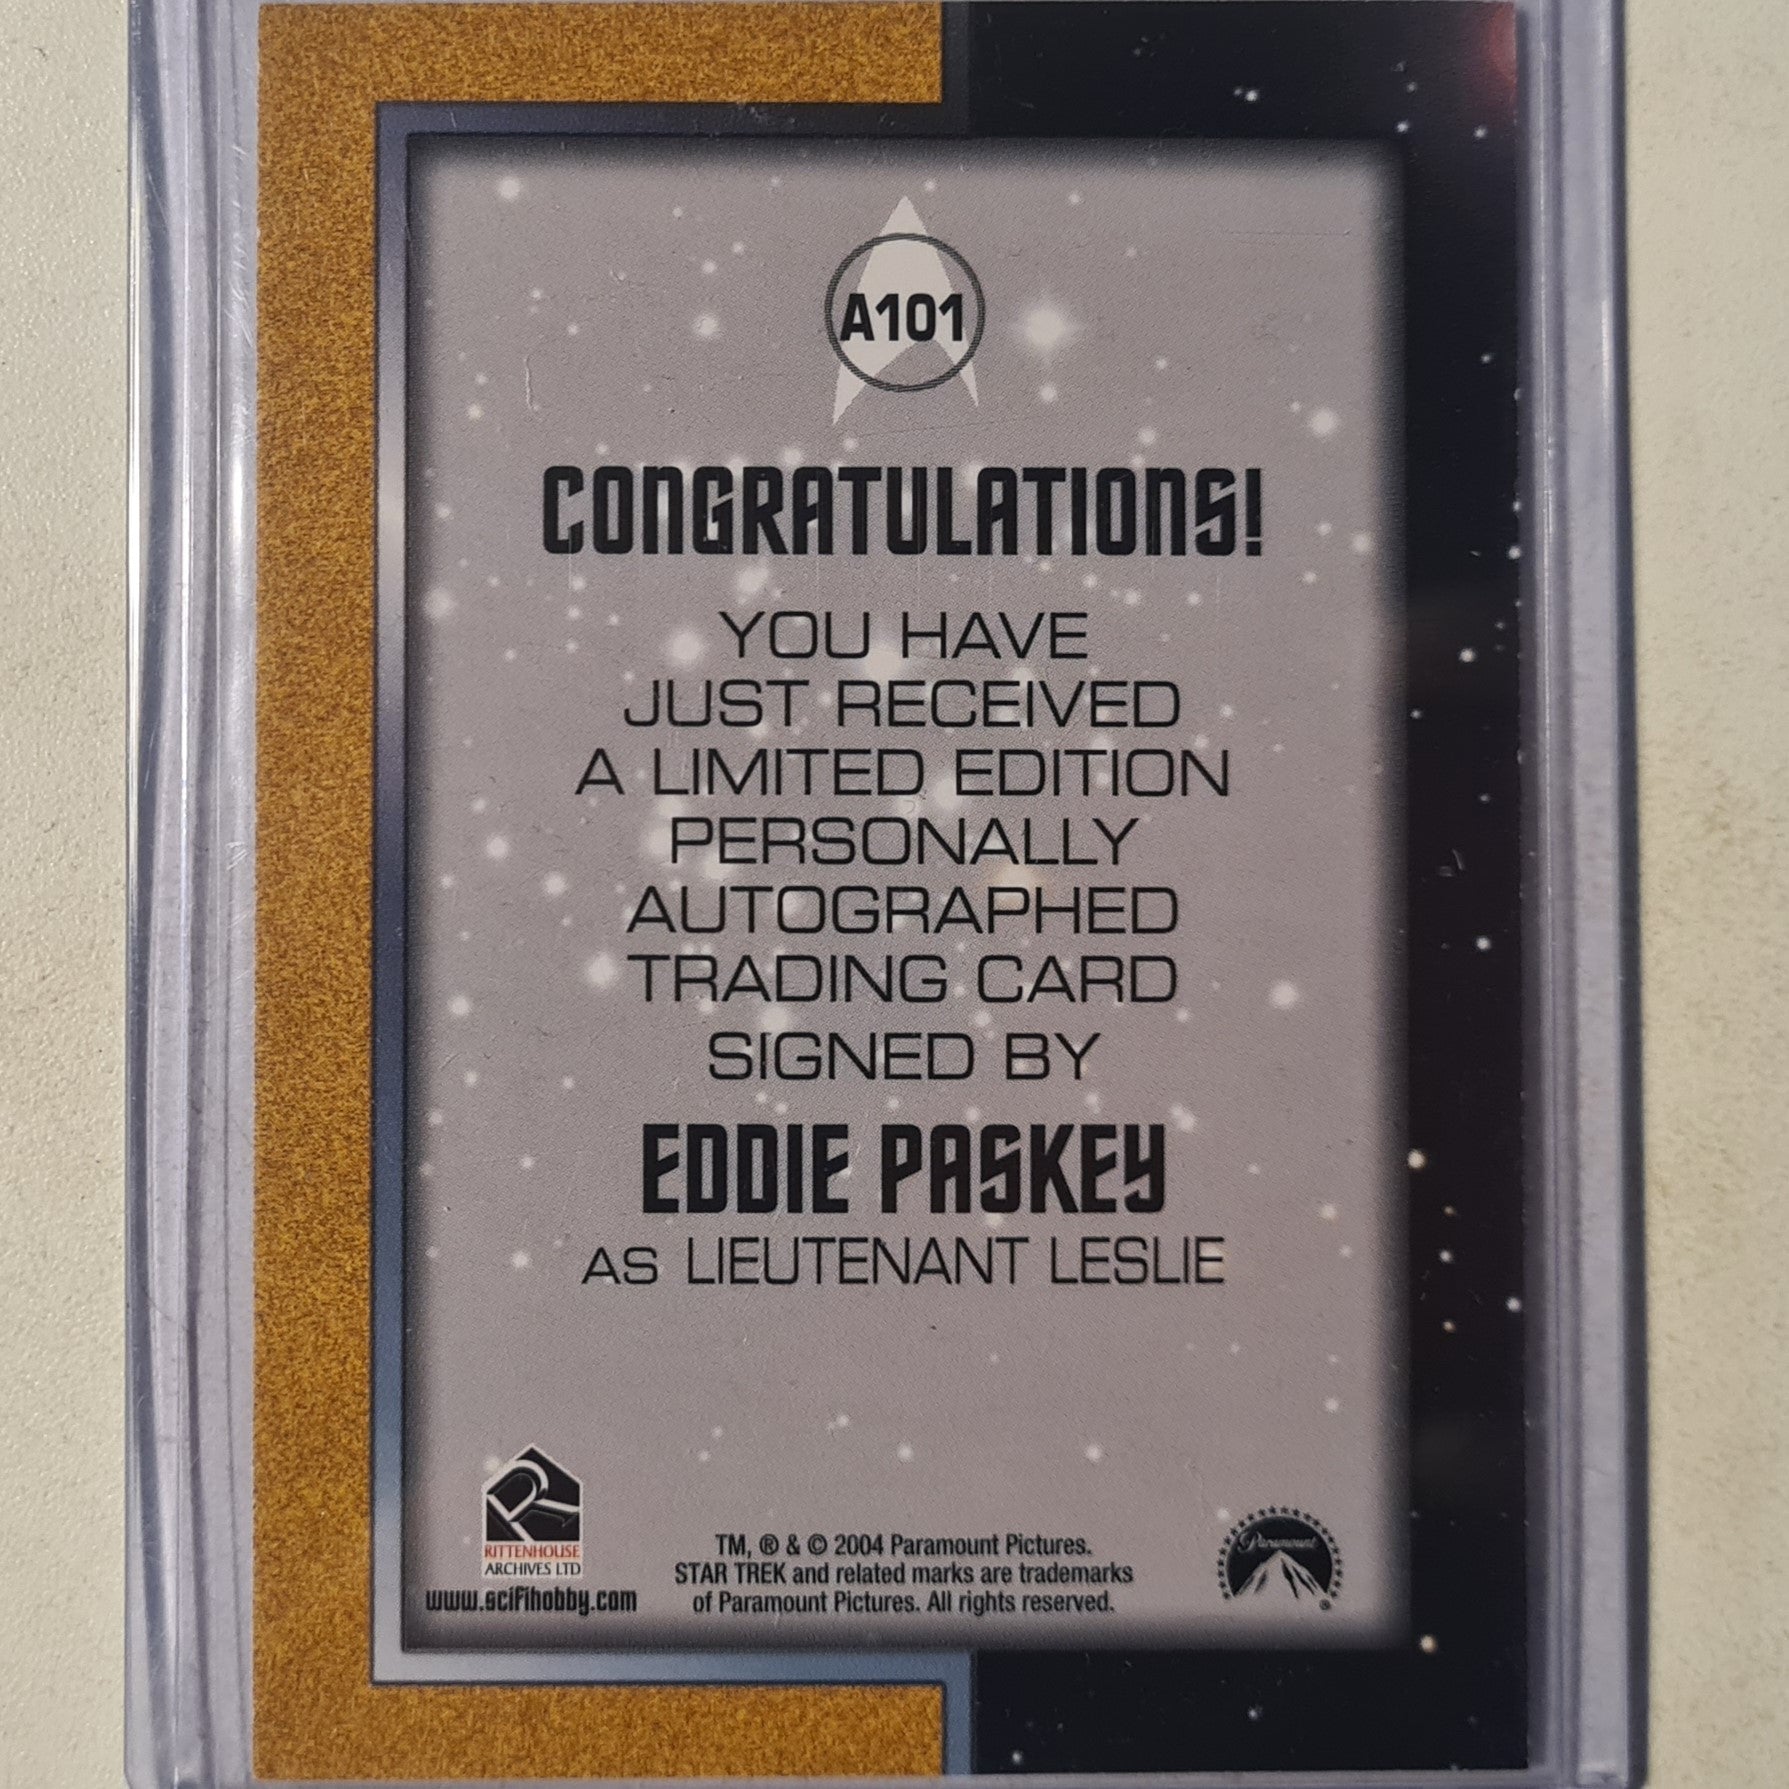 A101
CONGRATULATIONS!
YOU HAVE
JUST RECEIVED
A LIMITED EDITION
PERSONALLY
AUTOGRAPHED
TRADING CARD
SIGNED BY
EDDIE PASKEY
AS LIEUTENANT LESLIE
RITTENHOUSE
ARCHIVES LTD
www.scifihobby.com
TM, ® & © 2004 Paramount Pictures.
STAR TREK and related marks are trademarks
of Paramount Pictures. All rights reserved.
Paramount
®